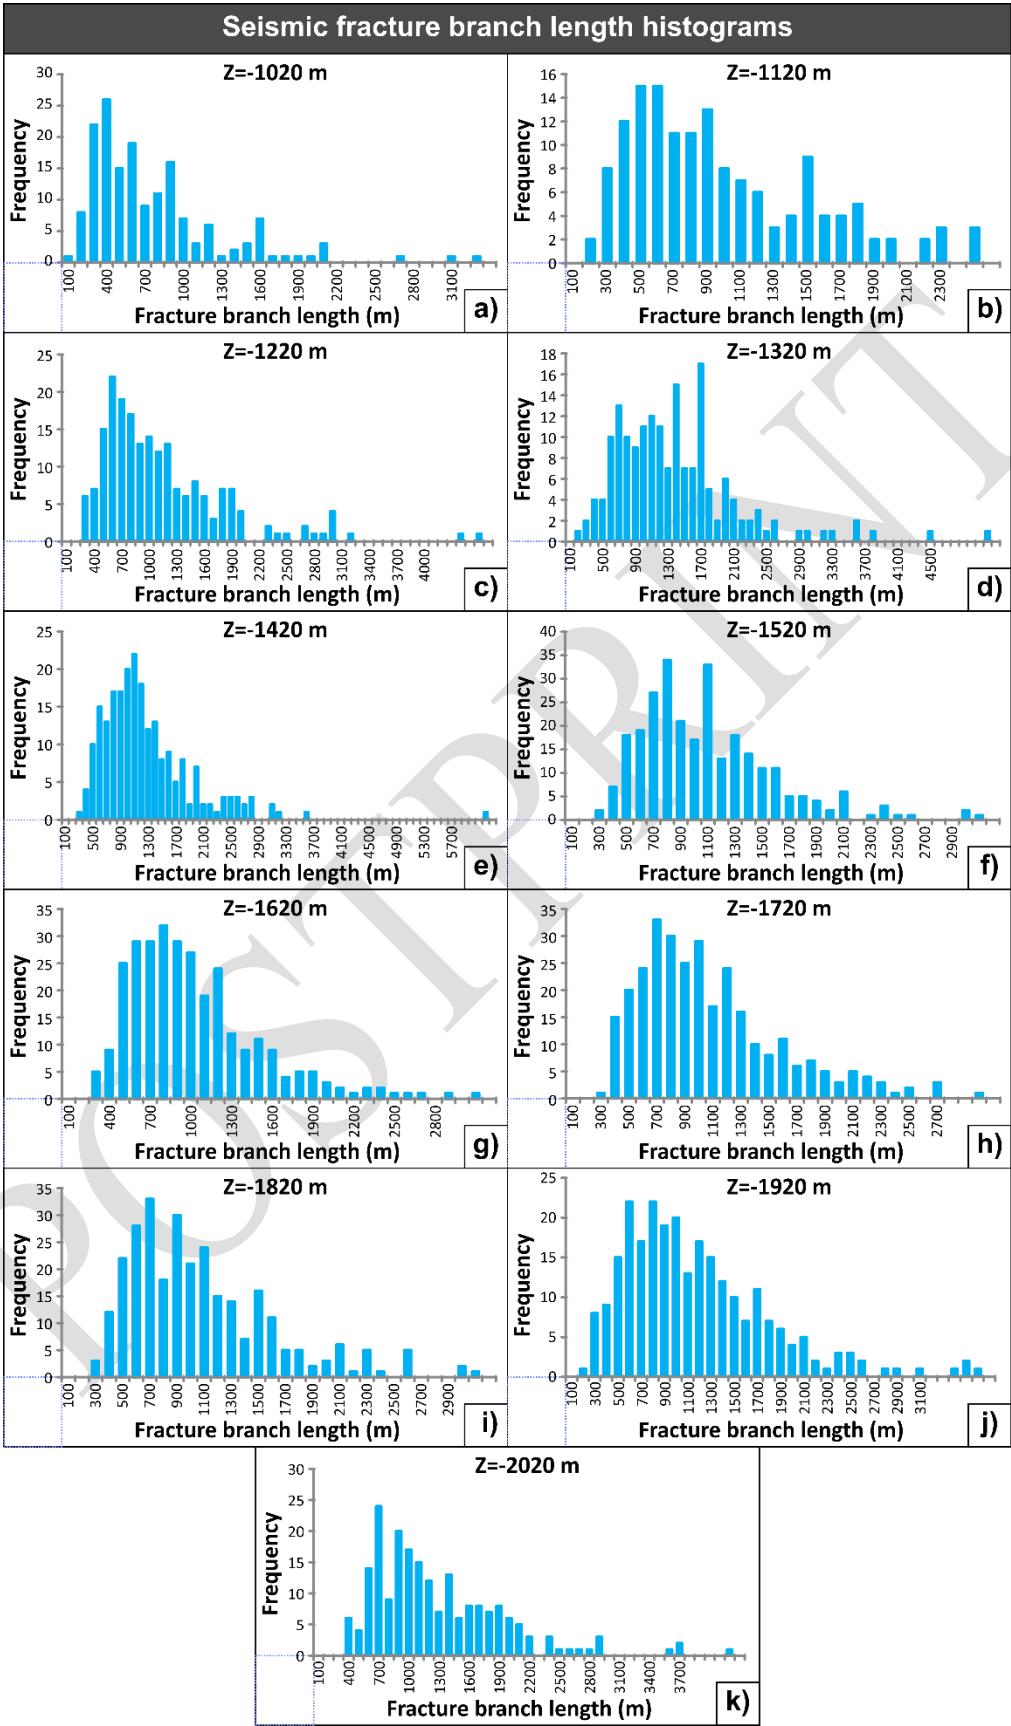 Seismic fracture branch length histograms
Z=-1020 m
Frequency
30
25
20
15
10
5
0
100 400 700 1000 1300 1600 1900 2200 2500 2800 3100
Fracture branch length (m)
a)
Z=-1120 m
Frequency
16
14
12
10
8
6
4
2
0
100 300 500 700 900 1100 1300 1500 1700 1900 2100 2300
Fracture branch length (m)
b)
Z=-1220 m
Frequency
25
20
15
10
5
0
100 400 700 1000 1300 1600 1900 2200 2500 2800 3100 3400 3700 4000
Fracture branch length (m)
c)
Z=-1320 m
Frequency
18
16
14
12
10
8
6
4
2
0
100 500 900 1300 1700 2100 2500 2900 3300 3700 4100 4500
Fracture branch length (m)
d)
Z=-1420 m
Frequency
25
20
15
10
5
0
100 500 900 1300 1700 2100 2500 2900 3300 3700 4100 4500 4900 5300 5700
Fracture branch length (m)
e)
Z=-1520 m
Frequency
40
35
30
25
20
15
10
5
0
100 300 500 700 900 1100 1300 1500 1700 1900 2100 2300 2500 2700 2900
Fracture branch length (m)
f)
Z=-1620 m
Frequency
35
30
25
20
15
10
5
0
100 400 700 1000 1300 1600 1900 2200 2500 2800
Fracture branch length (m)
g)
Z=-1720 m
Frequency
35
30
25
20
15
10
5
0
100 300 500 700 900 1100 1300 1500 1700 1900 2100 2300 2500 2700
Fracture branch length (m)
h)
Z=-1820 m
Frequency
35
30
25
20
15
10
5
0
100 300 500 700 900 1100 1300 1500 1700 1900 2100 2300 2500 2700 2900
Fracture branch length (m)
i)
Z=-1920 m
Frequency
25
20
15
10
5
0
100 300 500 700 900 1100 1300 1500 1700 1900 2100 2300 2500 2700 2900 3100
Fracture branch length (m)
j)
Z=-2020 m
Frequency
30
25
20
15
10
5
0
100 400 700 1000 1300 1600 1900 2200 2500 2800 3100 3400 3700
Fracture branch length (m)
k)
POSTPRINT